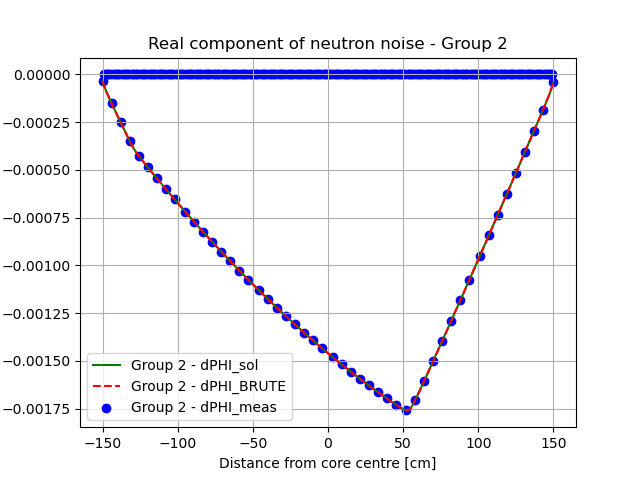 Real component of neutron noise - Group 2
0.00000
−0.00025
−0.00050
−0.00075
−0.00100
−0.00125
−0.00150
−0.00175
Group 2 - dPHI_sol
Group 2 - dPHI_BRUTE
Group 2 - dPHI_meas
−150 −100 −50 0 50 100 150
Distance from core centre [cm]